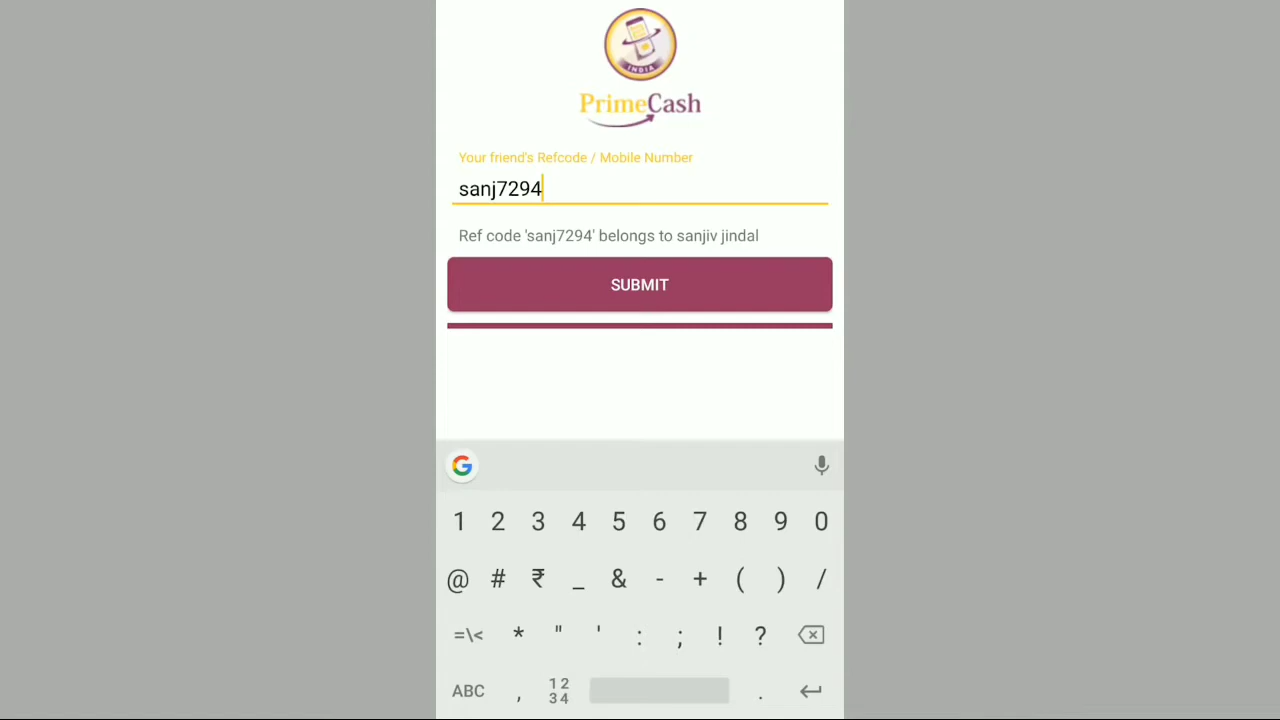 INDIA
PrimeCash
Your friend's Refcode / Mobile Number
sanj7294
Ref code 'sanj7294' belongs to sanjiv jindal
SUBMIT
G
1 2 3 4 5 6 7 8 9 0
@ # ₹ _ & - + ( ) /
=\< * " ' : ; ! ?
ABC , 12 34 .